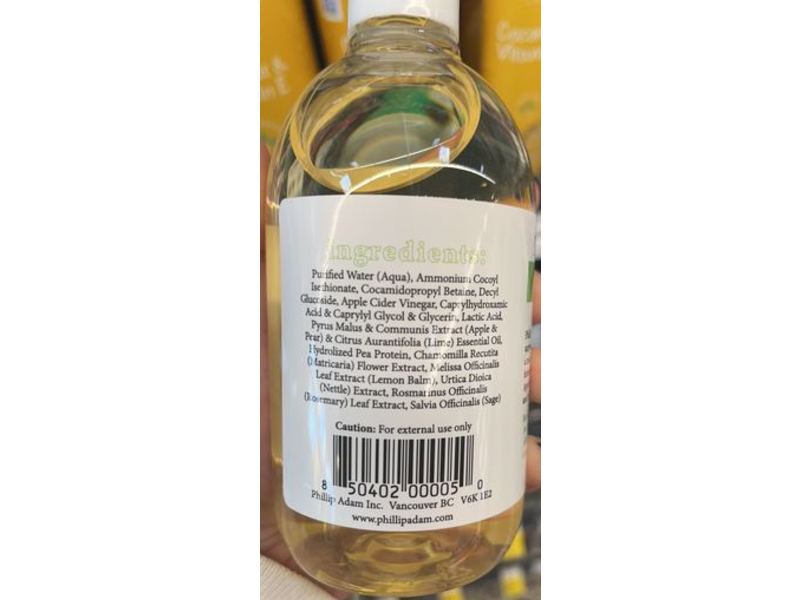 ingredients:
Purified Water (Aqua), Ammonium Cocoyl
Isethionate, Cocamidopropyl Betaine, Decyl
Glucoside, Apple Cider Vinegar, Caprylhydroxamic
Acid & Caprylyl Glycol & Glycerin, Lactic Acid,
Pyrus Malus & Communis Extract (Apple &
Pear) & Citrus Aurantifolia (Lime) Essential Oil,
Hydrolized Pea Protein, Chamomilla Recutita
(Matricaria) Flower Extract, Melissa Officinalis
Leaf Extract (Lemon Balm), Urtica Dioica
(Nettle) Extract, Rosmarinus Officinalis
(Rosemary) Leaf Extract, Salvia Officinalis (Sage)
Caution: For external use only
8 50402 00005 0
Phillip Adam Inc. Vancouver BC V6K 1E2
www.phillipadam.com